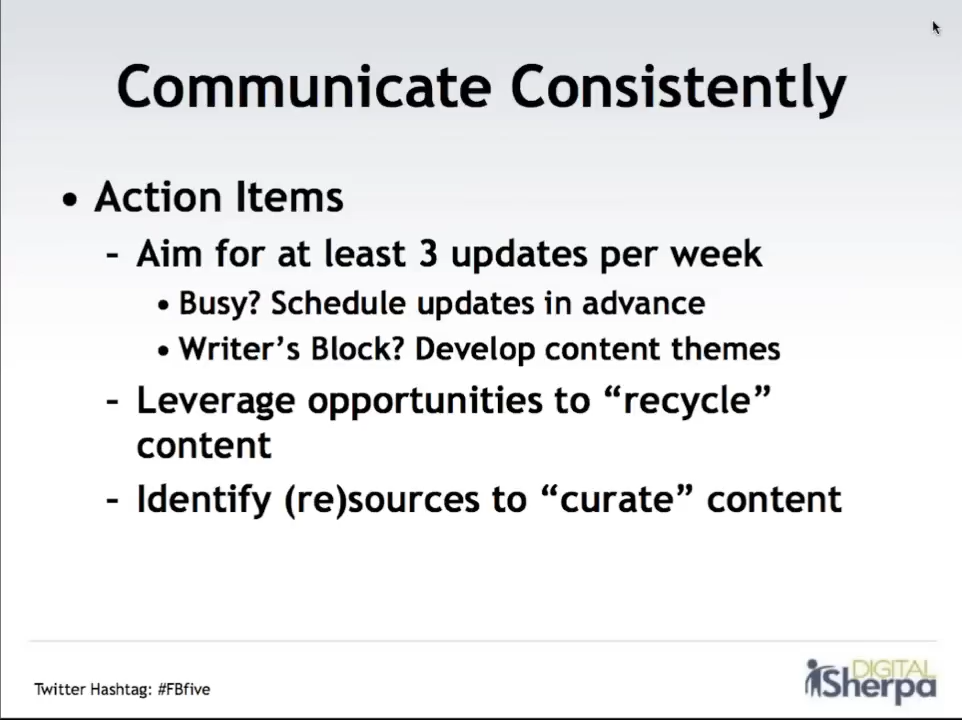 Communicate Consistently
• Action Items
– Aim for at least 3 updates per week
• Busy? Schedule updates in advance
• Writer’s Block? Develop content themes
– Leverage opportunities to “recycle”
content
– Identify (re)sources to “curate” content
Twitter Hashtag: #FBfive
DIGITAL
Sherpa